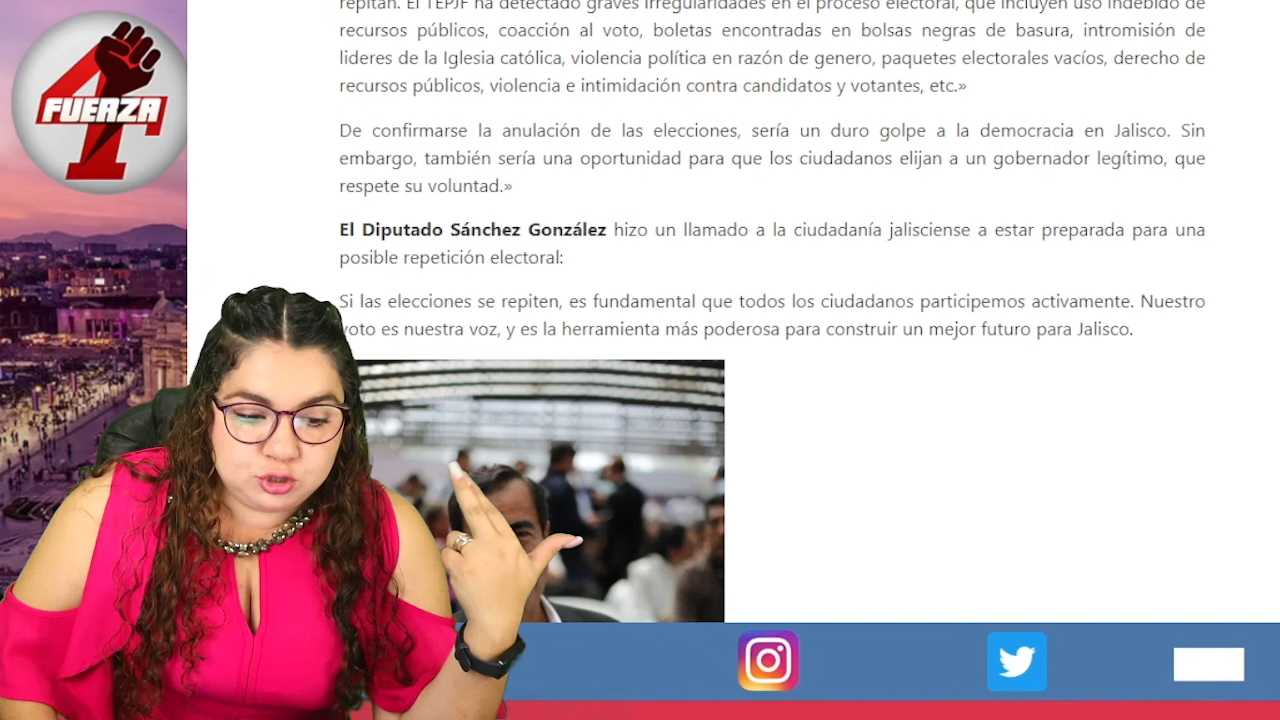 repitan. El TEPJF ha detectado graves irregularidades en el proceso electoral, que incluyen uso indebido de
recursos públicos, coacción al voto, boletas encontradas en bolsas negras de basura, intromisión de
lideres de la Iglesia católica, violencia política en razón de genero, paquetes electorales vacíos, derecho de
recursos públicos, violencia e intimidación contra candidatos y votantes, etc.»
De confirmarse la anulación de las elecciones, sería un duro golpe a la democracia en Jalisco. Sin
embargo, también sería una oportunidad para que los ciudadanos elijan a un gobernador legítimo, que
respete su voluntad.»
El Diputado Sánchez González hizo un llamado a la ciudadanía jalisciense a estar preparada para una
posible repetición electoral:
Si las elecciones se repiten, es fundamental que todos los ciudadanos participemos activamente. Nuestro
voto es nuestra voz, y es la herramienta más poderosa para construir un mejor futuro para Jalisco.
4
FUERZA